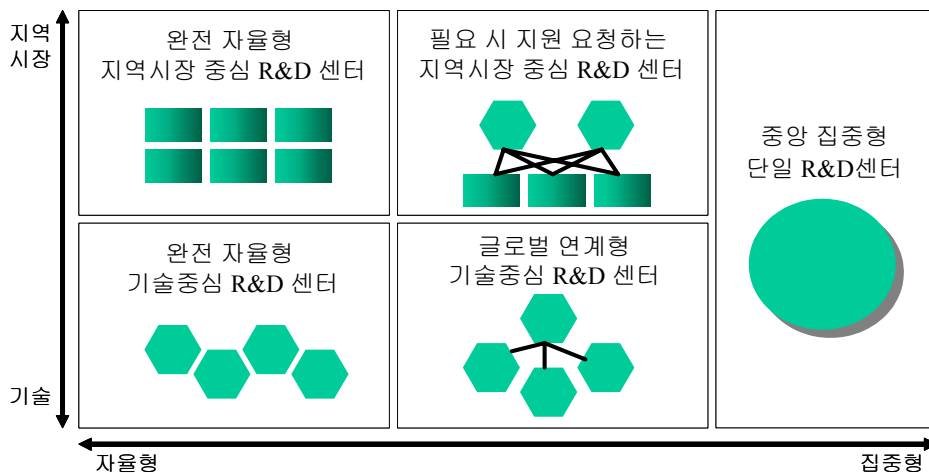 지역
시장
완전 자율형
지역시장 중심 R&D 센터
필요 시 지원 요청하는
지역시장 중심 R&D 센터
중앙 집중형
단일 R&D센터
완전 자율형
기술중심 R&D 센터
글로벌 연계형
기술중심 R&D 센터
기술
자율형
집중형